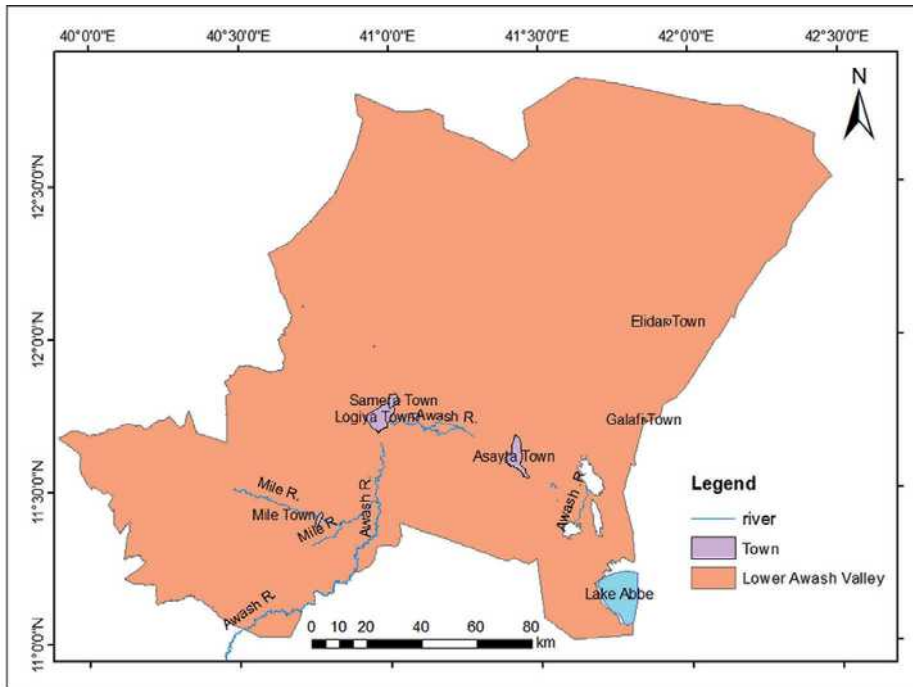 40°0'0"E
40°30'0"E
41°0'0"E
41°30'0"E
42°0'0"E
42°30'0"E
N
12°30'0"N
12°0'0"N
11°30'0"N
11°0'0"N
Elidar Town
Samera Town
Logiya Town
Awash R.
Galafi Town
Asayta Town
Mile R.
Mile Town
Mile R.
Awash R.
Awash R.
Awash R.
Lake Abbe
Legend
river
Town
Lower Awash Valley
0 10 20 40 60 80
km